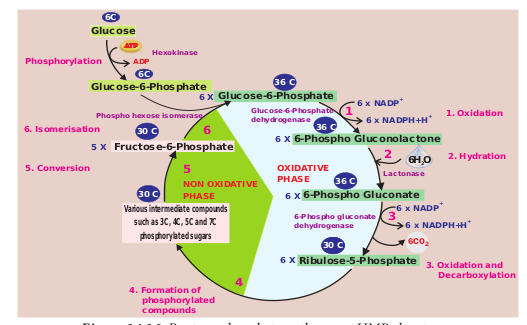 6C
Glucose
ATP
Hexokinase
ADP
Phosphorylation
6C
Glucose-6-Phosphate
36 C
6 X Glucose-6-Phosphate
Phospho hexose isomerase
Glucose-6-Phosphate
dehydrogenase
1
6 x NADP+
6 x NADPH+H+
1. Oxidation
6. Isomerisation
6
30 C
5 X Fructose-6-Phosphate
36 C
6 X 6-Phospho Gluconolactone
2
6H2O
2. Hydration
Lactonase
5. Conversion
5
NON OXIDATIVE
PHASE
OXIDATIVE
PHASE
36 C
6 X 6-Phospho Gluconate
30 C
Various intermediate compounds
such as 3C, 4C, 5C and 7C
phosphorylated sugars
6-Phospho gluconate
dehydrogenase
3
6 x NADP+
6 x NADPH+H+
6CO2
30 C
6 X Ribulose-5-Phosphate
3. Oxidation and
Decarboxylation
4
4. Formation of
phosphorylated
compounds